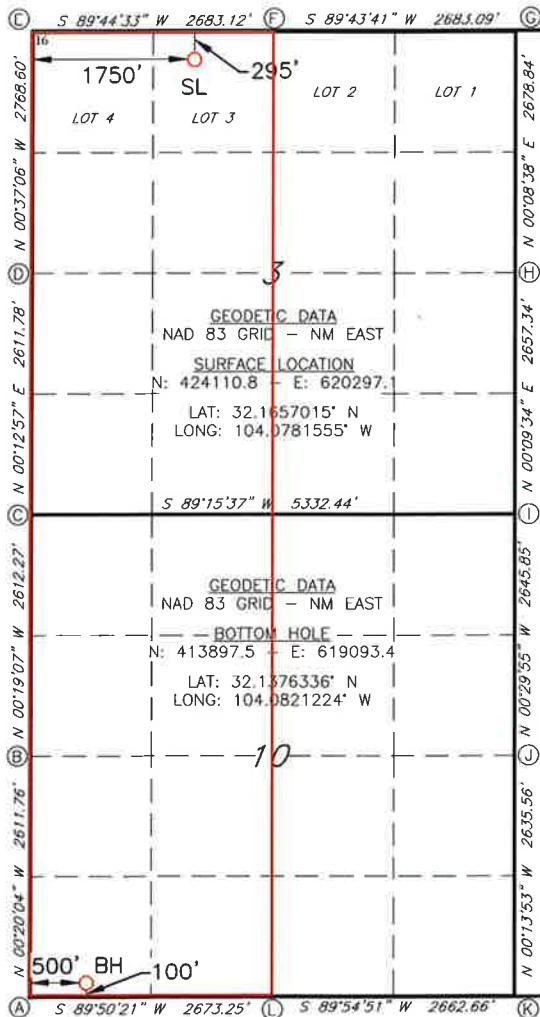 E S 89°44'33" W 2683.12' F S 89°43'41" W 2683.09' G
16
1750' 295'
SL
LOT 4 LOT 3 LOT 2 LOT 1
N 00°37'06" W 2768.60'
N 00°08'38" E 2678.84'
D 3 H
GEODETIC DATA
NAD 83 GRID - NM EAST
SURFACE LOCATION
N: 424110.8 - E: 620297.1
LAT: 32.1657015° N
LONG: 104.0781555° W
N 00°12'57" E 2611.78'
N 00°09'34" E 2657.34'
C S 89°15'37" W 5332.44' I
GEODETIC DATA
NAD 83 GRID - NM EAST
BOTTOM HOLE
N: 413897.5 - E: 619093.4
LAT: 32.1376336° N
LONG: 104.0821224° W
N 00°19'07" W 2612.27'
N 00°29'55" W 2645.85'
B 10 J
N 00°20'04" W 2611.76'
N 00°13'53" W 2635.56'
500' BH 100'
A S 89°50'21" W 2673.25' L S 89°54'51" W 2662.66' K